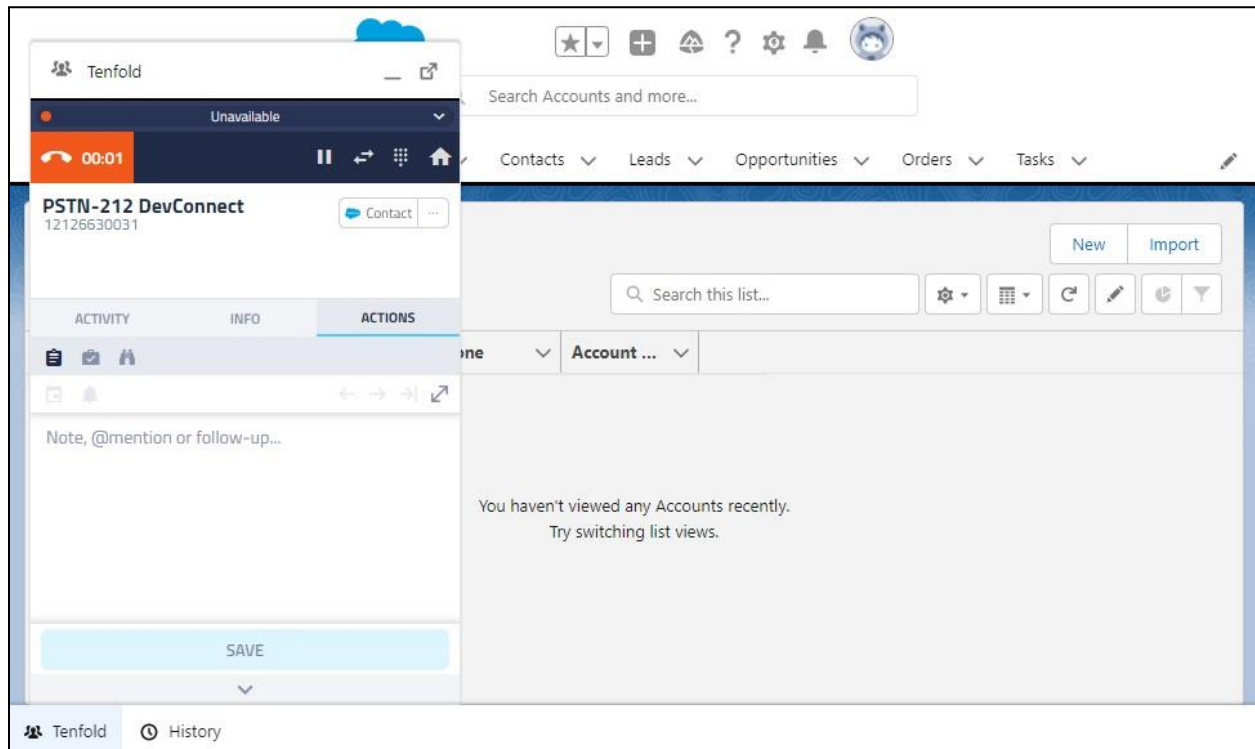 Tenfold
Search Accounts and more...
Unavailable
00:01
Contacts Leads Opportunities Orders Tasks
PSTN-212 DevConnect
12126630031
Contact
New Import
Search this list...
ACTIVITY INFO ACTIONS
Account ...
Note, @mention or follow-up...
You haven't viewed any Accounts recently.
Try switching list views.
SAVE
Tenfold History